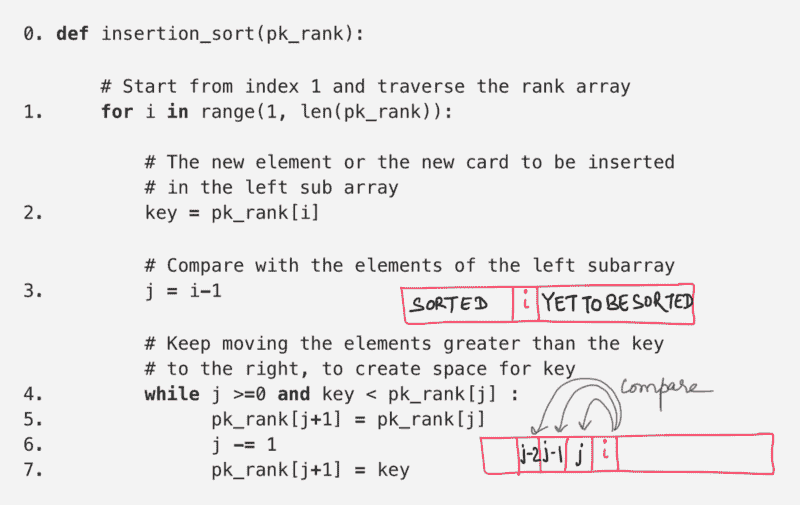 0. def insertion_sort(pk_rank):
# Start from index 1 and traverse the rank array
1. for i in range(1, len(pk_rank)):
# The new element or the new card to be inserted
# in the left sub array
2. key = pk_rank[i]
# Compare with the elements of the left subarray
3. j = i-1
SORTED i YET TO BE SORTED
# Keep moving the elements greater than the key
# to the right, to create space for key
4. while j >=0 and key < pk_rank[j] :
compare
5. pk_rank[j+1] = pk_rank[j]
6. j -= 1
j-2 j-1 j i
7. pk_rank[j+1] = key